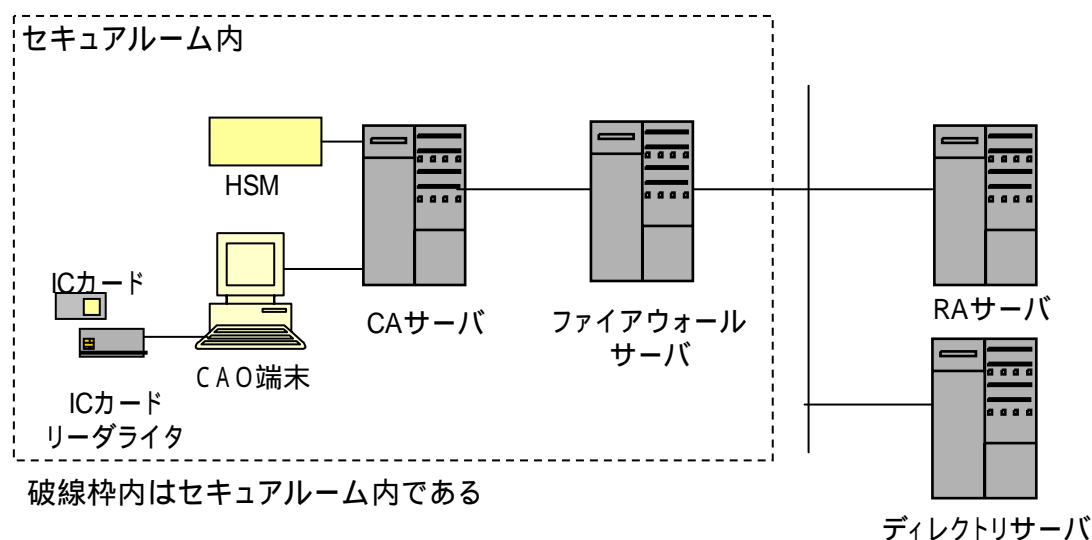 セキュアルーム内
HSM
ICカード
CAサーバ
ファイアウォール
サーバ
RAサーバ
CAO端末
ICカード
リーダライタ
破線枠内はセキュアルーム内である
ディレクトリサーバ